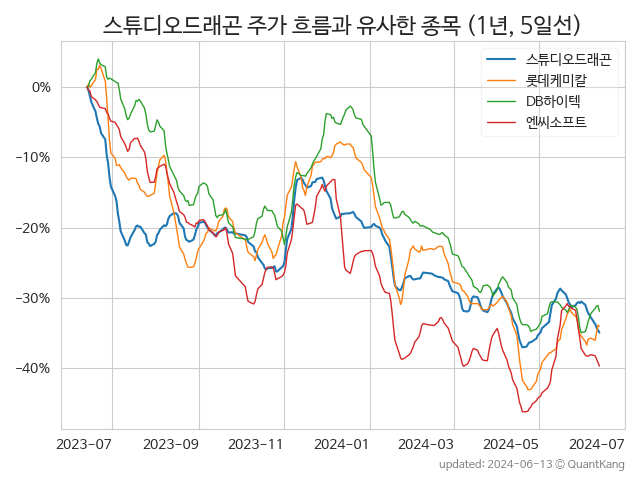 스튜디오드래곤 주가 흐름과 유사한 종목 (1년, 5일선)
스튜디오드래곤
롯데케미칼
DB하이텍
엔씨소프트
0%
−10%
−20%
−30%
−40%
2023−07 2023−09 2023−11 2024−01 2024−03 2024−05 2024−07
updated: 2024−06−13 © QuantKang